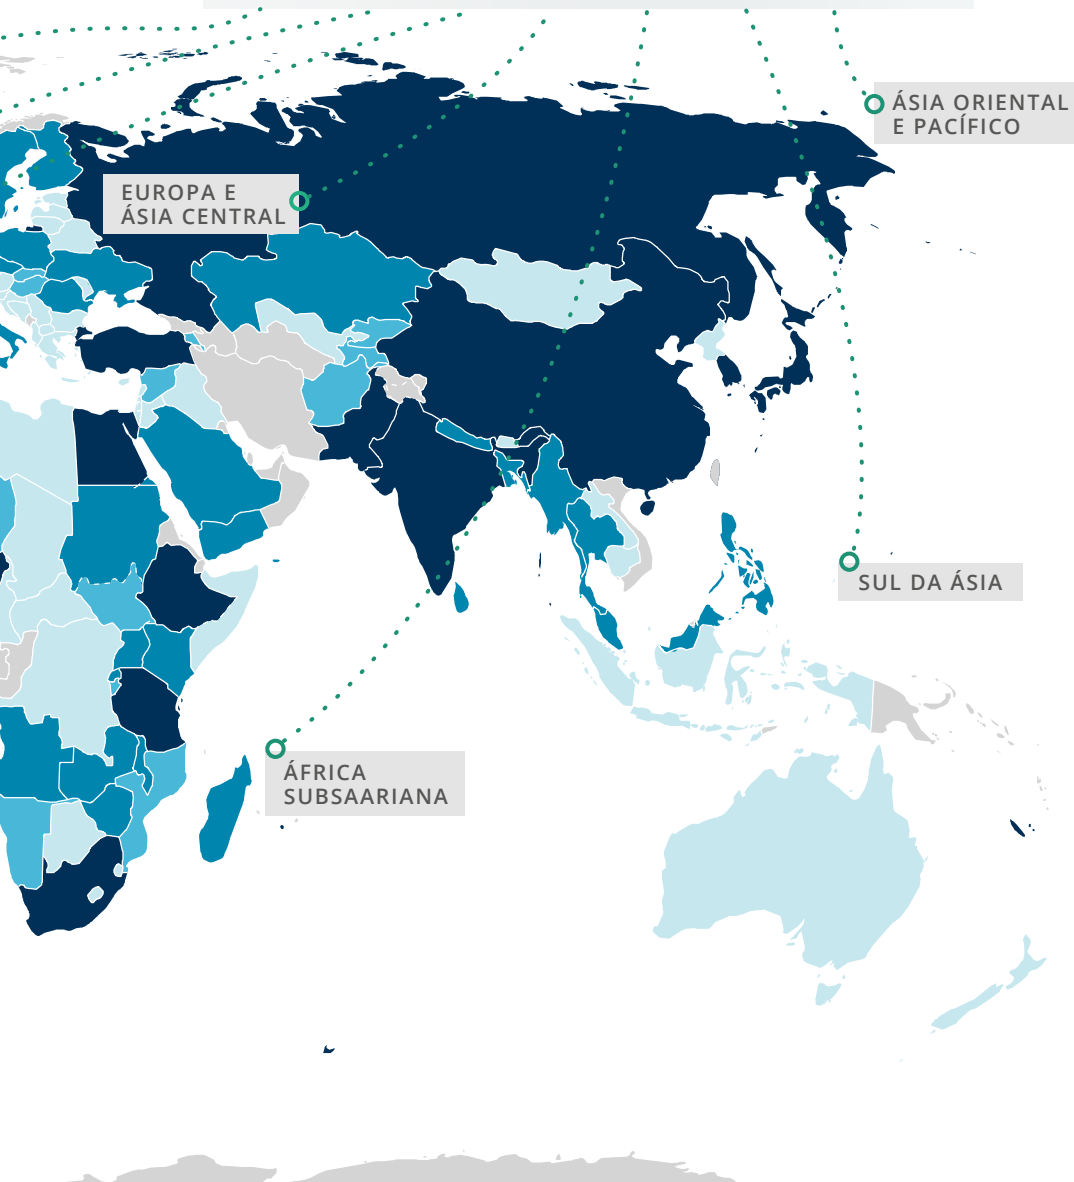 ÁSIA ORIENTAL
E PACÍFICO
EUROPA E
ÁSIA CENTRAL
SUL DA ÁSIA
ÁFRICA
SUBSAARIANA